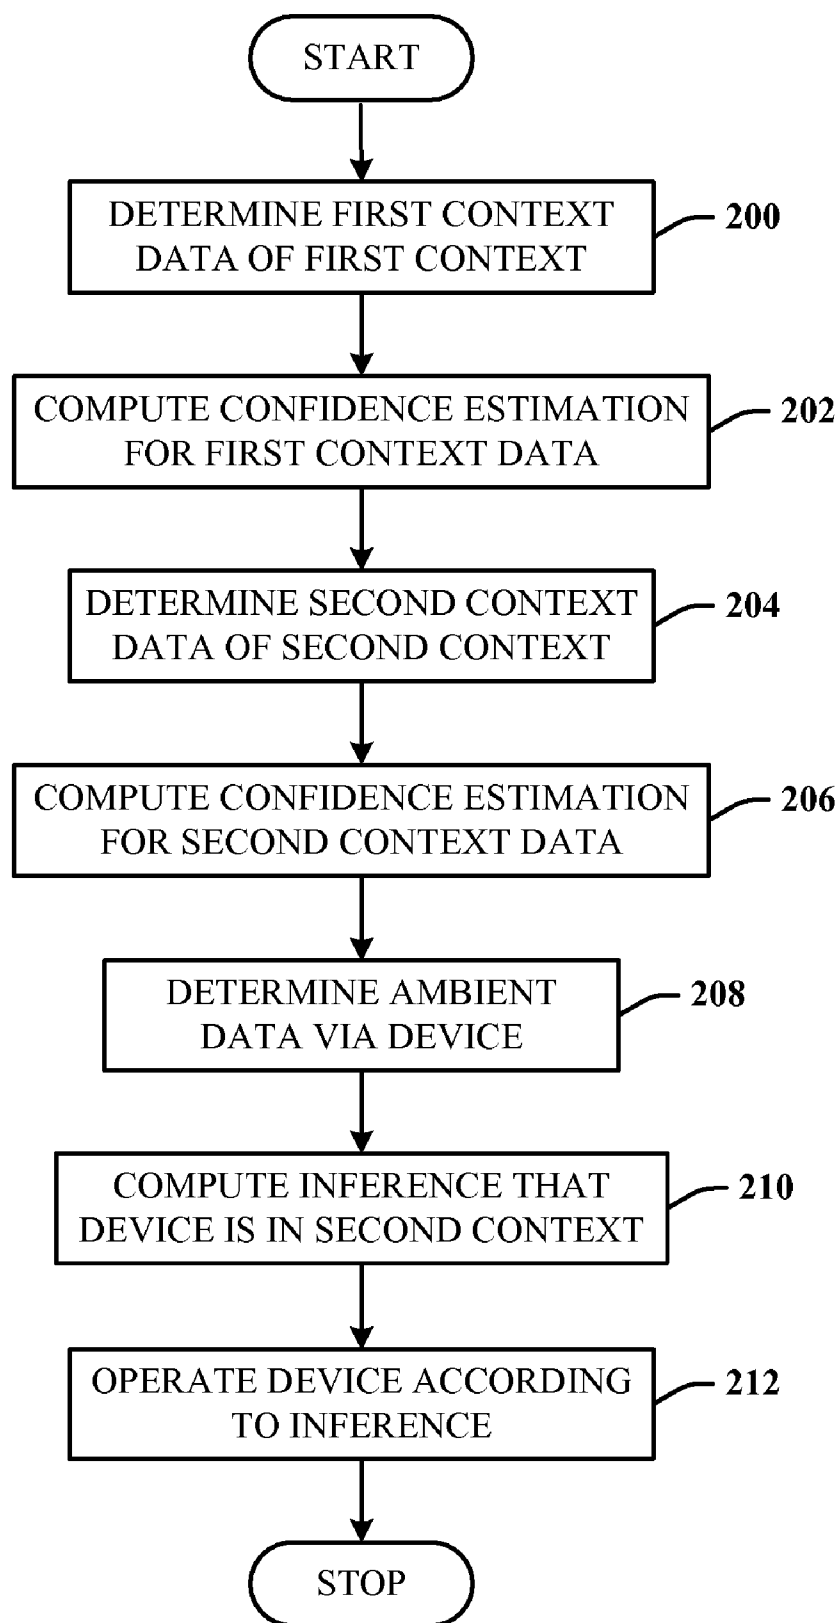 START
DETERMINE FIRST CONTEXT
DATA OF FIRST CONTEXT
200
COMPUTE CONFIDENCE ESTIMATION
FOR FIRST CONTEXT DATA
202
DETERMINE SECOND CONTEXT
DATA OF SECOND CONTEXT
204
COMPUTE CONFIDENCE ESTIMATION
FOR SECOND CONTEXT DATA
206
DETERMINE AMBIENT
DATA VIA DEVICE
208
COMPUTE INFERENCE THAT
DEVICE IS IN SECOND CONTEXT
210
OPERATE DEVICE ACCORDING
TO INFERENCE
212
STOP